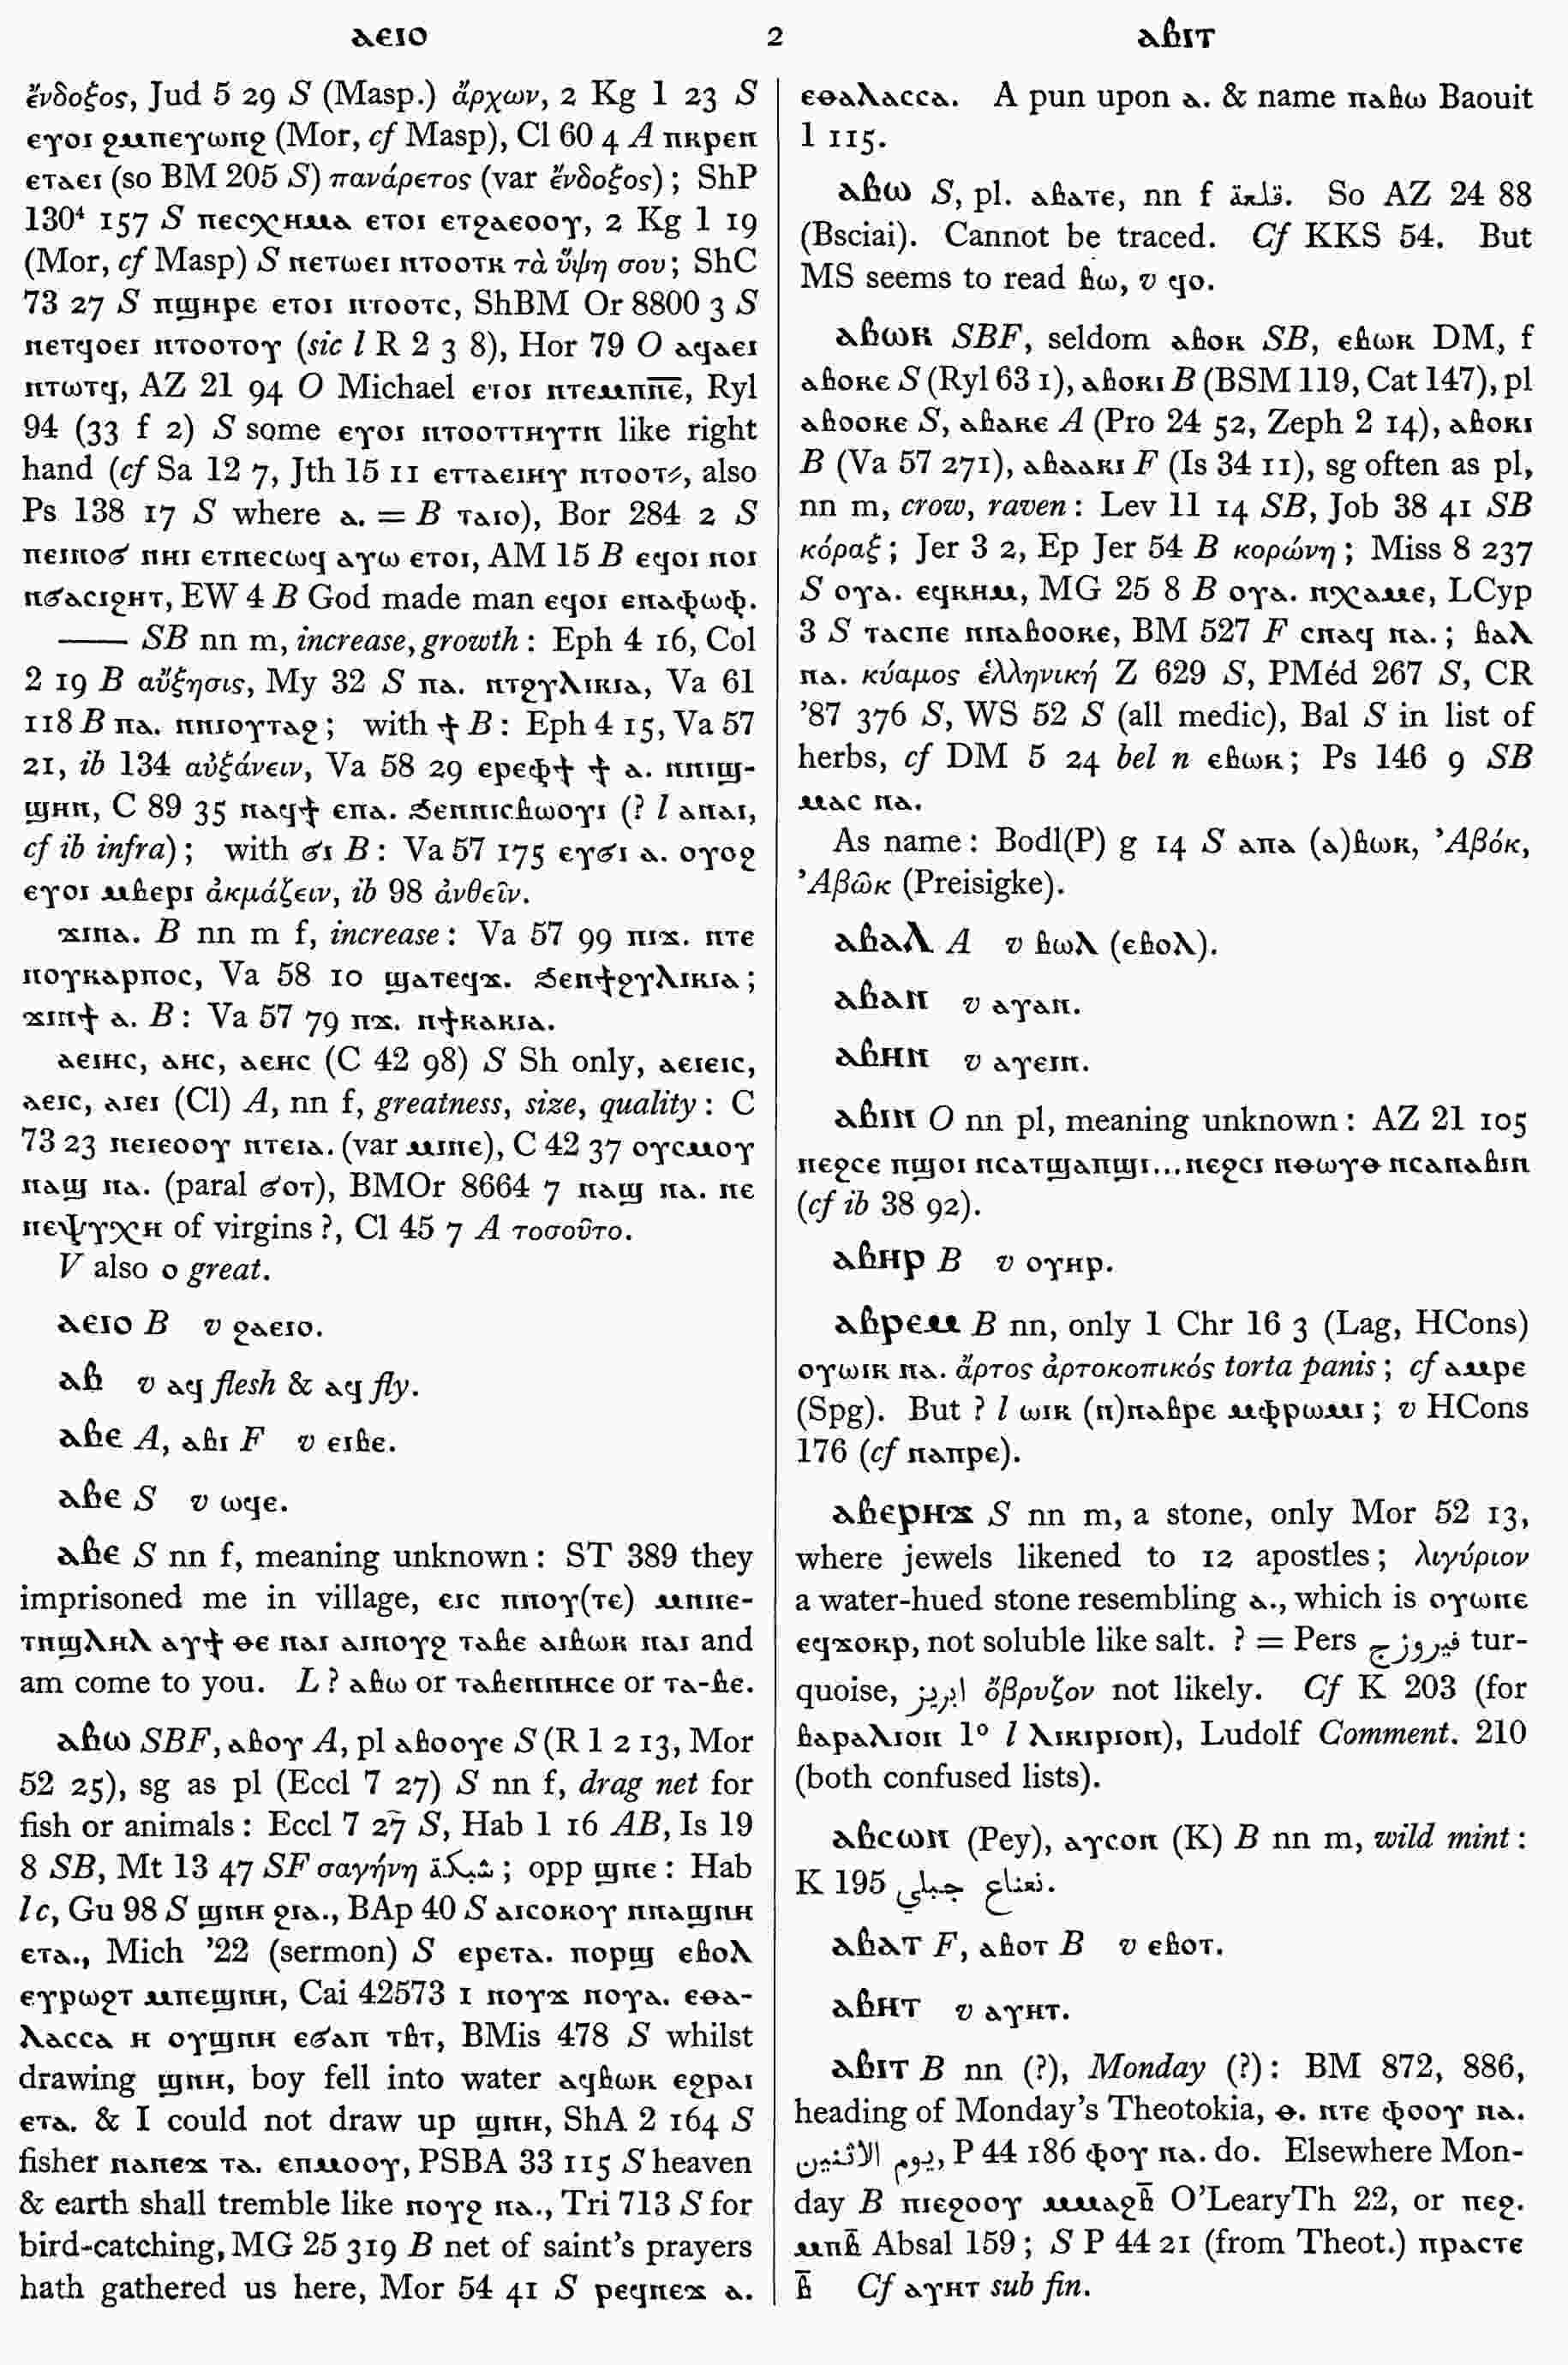 ⲁⲉⲓⲟ 2 ⲁⲃⲓⲧ
ἔνδοξος, Jud 5 29 S (Masp.) ἄρχων, 2 Kg 1 23 S
ⲉⲩⲟⲓ ϩⲙⲡⲉⲩⲱⲛϩ (Mor, cf Masp), Cl 60 4 A ⲡⲕⲣⲉⲛ
ⲉⲧⲁⲉⲓ (so BM 205 S) πανάρετος (var ἔνδοξος); ShP
130⁴ 157 S ⲡⲉⲥⲭⲏⲙⲁ ⲉⲧⲟⲓ ⲉⲧϩⲁⲉⲟⲟⲩ, 2 Kg 1 19
(Mor, cf Masp) S ⲡⲉⲧⲱⲉⲓ ⲛⲧⲟⲟⲧⲕ τὰ ὕψη σου; ShC
73 27 S ⲡϣⲏⲣⲉ ⲉⲧⲟⲓ ⲛⲧⲟⲟⲧⲥ, ShBM Or 8800 3 S
ⲡⲉⲧϥⲟⲉⲓ ⲛⲧⲟⲟⲧⲟⲩ (sic l R 2 3 8), Hor 79 O ⲁϥⲁⲉⲓ
ⲛⲧⲱⲧϥ, AZ 21 94 O Michael ⲉⲧⲟⲓ ⲛⲧⲉⲙⲛⲡ̅ⲉ̅, Ryl
94 (33 f 2) S some ⲉⲩⲟⲓ ⲛⲧⲟⲟⲧⲧⲏⲩⲧⲛ like right
hand (cf Sa 12 7, Jth 15 11 ⲉⲧⲧⲁⲉⲓⲏⲩ ⲛⲧⲟⲟⲧ⸗, also
Ps 138 17 S where ⲁ. = B ⲧⲁⲓⲟ), Bor 284 2 S
ⲡⲉⲓⲛⲟϭ ⲛⲏⲓ ⲉⲧⲛⲉⲥⲱϥ ⲁⲩⲱ ⲉⲧⲟⲓ, AM 15 B ⲉϥⲟⲓ ⲛⲟⲓ
ⲛϭⲁⲥⲓϩⲏⲧ, EW 4 B God made man ⲉϥⲟⲓ ⲉⲛⲁⲫⲱⲫ.
—— SB nn m, increase, growth: Eph 4 16, Col
2 19 B αὔξησις, My 32 S ⲡⲁ. ⲛⲧϩⲩⲗⲓⲕⲓⲁ, Va 61
118 B ⲡⲁ. ⲛⲛⲓⲟⲩⲧⲁϩ; with ϯ B: Eph 4 15, Va 57
21, ib 134 αὐξάνειν, Va 58 29 ⲉⲣⲉⲫϯ ϯ ⲁ. ⲛⲛⲓϣ-
ϣⲏⲛ, C 89 35 ⲛⲁϥϯ ⲉⲡⲁ. ϧⲉⲛⲛⲓⲥⲃⲱⲟⲩⲓ (? l ⲁⲛⲁⲓ,
cf ib infra); with ϭⲓ B: Va 57 175 ⲉⲩϭⲓ ⲁ. ⲟⲩⲟϩ
ⲉⲩⲟⲓ ⲙⲃⲉⲣⲓ ἀκμάζειν, ib 98 ἀνθεῖν.
ϫⲓⲛⲁ. B nn m f, increase: Va 57 99 ⲡⲓϫ. ⲛⲧⲉ
ⲡⲟⲩⲕⲁⲣⲡⲟⲥ, Va 58 10 ϣⲁⲧⲉϥϫ. ϧⲉⲛϯϩⲩⲗⲓⲕⲓⲁ;
ϫⲓⲛϯ ⲁ. B: Va 57 79 ⲡϫ. ⲛϯⲕⲁⲕⲓⲁ.
ⲁⲉⲓⲏⲥ, ⲁⲏⲥ, ⲁⲉⲏⲥ (C 42 98) S Sh only, ⲁⲉⲓⲉⲓⲥ,
ⲁⲉⲓⲥ, ⲁⲓⲉⲓ (Cl) A, nn f, greatness, size, quality: C
73 23 ⲡⲉⲓⲉⲟⲟⲩ ⲛⲧⲉⲓⲁ. (var ⲙⲓⲛⲉ), C 42 37 ⲟⲩⲥⲙⲟⲩ
ⲛⲁϣ ⲛⲁ. (paral ϭⲟⲧ), BMOr 8664 7 ⲛⲁϣ ⲛⲁ. ⲛⲉ
ⲛⲉⲯⲩⲭⲏ of virgins ?, Cl 45 7 A τοσοῦτο.
V also ⲟ great.
ⲁⲉⲓⲟ B v ϩⲁⲉⲓⲟ.
ⲁⲃ v ⲁϥ flesh & ⲁϥ fly.
ⲁⲃⲉ A, ⲁⲃⲓ F v ⲉⲓⲃⲉ.
ⲁⲃⲉ S v ⲱϥⲉ.
ⲁⲃⲉ S nn f, meaning unknown: ST 389 they
imprisoned me in village, ⲉⲓⲥ ⲡⲛⲟⲩ(ⲧⲉ) ⲙⲛⲡⲉ-
ⲧⲛϣⲗⲏⲗ ⲁⲩϯ ⲑⲉ ⲛⲁⲓ ⲁⲓⲛⲟⲩϩ ⲧⲁⲃⲉ ⲁⲓⲃⲱⲕ ⲛⲁⲓ and
am come to you. L ? ⲁⲃⲱ or ⲧⲁⲃⲉⲛⲛⲏⲥⲉ or ⲧⲁ-ⲃⲉ.
ⲁⲃⲱ SBF, ⲁⲃⲟⲩ A, pl ⲁⲃⲟⲟⲩⲉ S (R 1 2 13, Mor
52 25), sg as pl (Eccl 7 27) S nn f, drag net for
fish or animals: Eccl 7 27 S, Hab 1 16 AB, Is 19
8 SB, Mt 13 47 SF σαγήνη شبكة; opp ϣⲛⲉ: Hab
l c, Gu 98 S ϣⲛⲏ ϩⲓⲁ., BAp 40 S ⲁⲓⲥⲟⲕⲟⲩ ⲛⲛⲁϣⲛⲏ
ⲉⲧⲁ., Mich '22 (sermon) S ⲉⲣⲉⲧⲁ. ⲡⲟⲣϣ ⲉⲃⲟⲗ
ⲉⲩⲣⲱϩⲧ ⲙⲡⲉϣⲛⲏ, Cai 42573 1 ⲛⲟⲩϫ ⲛⲟⲩⲁ. ⲉⲑⲁ-
ⲗⲁⲥⲥⲁ ⲏ ⲟⲩϣⲛⲏ ⲉϭⲁⲡ ⲧⲃⲧ, BMis 478 S whilst
drawing ϣⲛⲏ, boy fell into water ⲁϥⲃⲱⲕ ⲉϩⲣⲁⲓ
ⲉⲧⲁ. & I could not draw up ϣⲛⲏ, ShA 2 164 S
fisher ⲛⲁⲛⲉϫ ⲧⲁ. ⲉⲡⲙⲟⲟⲩ, PSBA 33 115 S heaven
& earth shall tremble like ⲛⲟⲩϩ ⲛⲁ., Tri 713 S for
bird-catching, MG 25 319 B net of saint's prayers
hath gathered us here, Mor 54 41 S ⲣⲉϥⲛⲉϫ ⲁ.
ⲉⲑⲁⲗⲁⲥⲥⲁ. A pun upon ⲁ. & name ⲡⲁⲃⲱ Baouit
1 115.
ⲁⲃⲱ S, pl. ⲁⲃⲁⲧⲉ, nn f مقلة. So AZ 24 88
(Bsciai). Cannot be traced. Cf KKS 54. But
MS seems to read ⲃⲱ, v ϥⲟ.
ⲁⲃⲱⲕ SBF, seldom ⲁⲃⲟⲕ SB, ⲉⲃⲱⲕ DM, f
ⲁⲃⲟⲕⲉ S (Ryl 63 1), ⲁⲃⲟⲕⲓ B (BSM 119, Cat 147), pl
ⲁⲃⲟⲟⲕⲉ S, ⲁⲃⲁⲕⲉ A (Pro 24 52, Zeph 2 14), ⲁⲃⲟⲕⲓ
B (Va 57 271), ⲁⲃⲁⲁⲕⲓ F (Is 34 11), sg often as pl,
nn m, crow, raven: Lev 11 14 SB, Job 38 41 SB
κόραξ; Jer 3 2, Ep Jer 54 B κορώνη; Miss 8 237
S ⲟⲩⲁ. ⲉϥⲕⲏⲙ, MG 25 8 B ⲟⲩⲁ. ⲛⲭⲁⲙⲉ, LCyp
3 S ⲧⲁⲥⲡⲉ ⲛⲛⲁⲃⲟⲟⲕⲉ, BM 527 F ⲥⲛⲁϥ ⲛⲁ.; ⲃⲁⲗ
ⲛⲁ. κύαμος ἑλληνική Z 629 S, PMéd 267 S, CR
'87 376 S, WS 52 S (all medic), Bal S in list of
herbs, cf DM 5 24 bel n ⲉⲃⲱⲕ; Ps 146 9 SB
ⲙⲁⲥ ⲛⲁ.
As name: Bodl(P) g 14 S ⲁⲡⲁ (ⲁ)ⲃⲱⲕ, Ἀβόκ,
Ἀβῶκ (Preisigke).
ⲁⲃⲁⲗ A v ⲃⲱⲗ (ⲉⲃⲟⲗ).
ⲁⲃⲁⲛ v ⲁⲩⲁⲛ.
ⲁⲃⲏⲛ v ⲁⲩⲉⲓⲛ.
ⲁⲃⲓⲛ O nn pl, meaning unknown: AZ 21 105
ⲡⲉϩⲥⲉ ⲛϣⲟⲓ ⲛⲥⲁⲧϣⲁⲛϣⲓ...ⲡⲉϩⲥⲓ ⲛⲑⲱⲩⲑ ⲛⲥⲁⲛⲁⲃⲓⲛ
(cf ib 38 92).
ⲁⲃⲏⲣ B v ⲟⲩⲏⲣ.
ⲁⲃⲣⲉⲙ B nn, only 1 Chr 16 3 (Lag, HCons)
ⲟⲩⲱⲓⲕ ⲛⲁ. ἄρτος ἀρτοκοπικός torta panis; cf ⲁⲙⲣⲉ
(Spg). But ? l ⲱⲓⲕ (ⲛ)ⲛⲁⲃⲣⲉ ⲙⲫⲣⲱⲙⲓ; v HCons
176 (cf ⲛⲁⲡⲣⲉ).
ⲁⲃⲉⲣⲏϫ S nn m, a stone, only Mor 52 13,
where jewels likened to 12 apostles; λιγύριον
a water-hued stone resembling ⲁ., which is ⲟⲩⲱⲛⲉ
ⲉϥϫⲟⲕⲣ, not soluble like salt. ? = Pers فيروزج tur-
quoise, ابريز ὄβρυζον not likely. Cf K 203 (for
ⲃⲁⲣⲁⲗⲓⲟⲛ 1⁰ l ⲗⲓⲕⲓⲣⲓⲟⲛ), Ludolf Comment. 210
(both confused lists).
ⲁⲃⲥⲱⲛ (Pey), ⲁⲩⲥⲟⲛ (K) B nn m, wild mint:
K 195 نعناع جبلي.
ⲁⲃⲁⲧ F, ⲁⲃⲟⲧ B v ⲉⲃⲟⲧ.
ⲁⲃⲏⲧ v ⲁⲩⲏⲧ.
ⲁⲃⲓⲧ B nn (?), Monday (?): BM 872, 886,
heading of Monday's Theotokia, ⲑ. ⲛⲧⲉ ⲫⲟⲟⲩ ⲛⲁ.
يوم الاثنين, P 44 186 ⲫⲟⲩ ⲛⲁ. do. Elsewhere Mon-
day B ⲡⲓⲉϩⲟⲟⲩ ⲙⲙⲁϩⲃ̅ O'LearyTh 22, or ⲡⲉϩ.
ⲙⲡⲃ̅ Absal 159; S P 44 21 (from Theot.) ⲡⲣⲁⲥⲧⲉ
ⲃ̅ Cf ⲁⲩⲏⲧ sub fin.